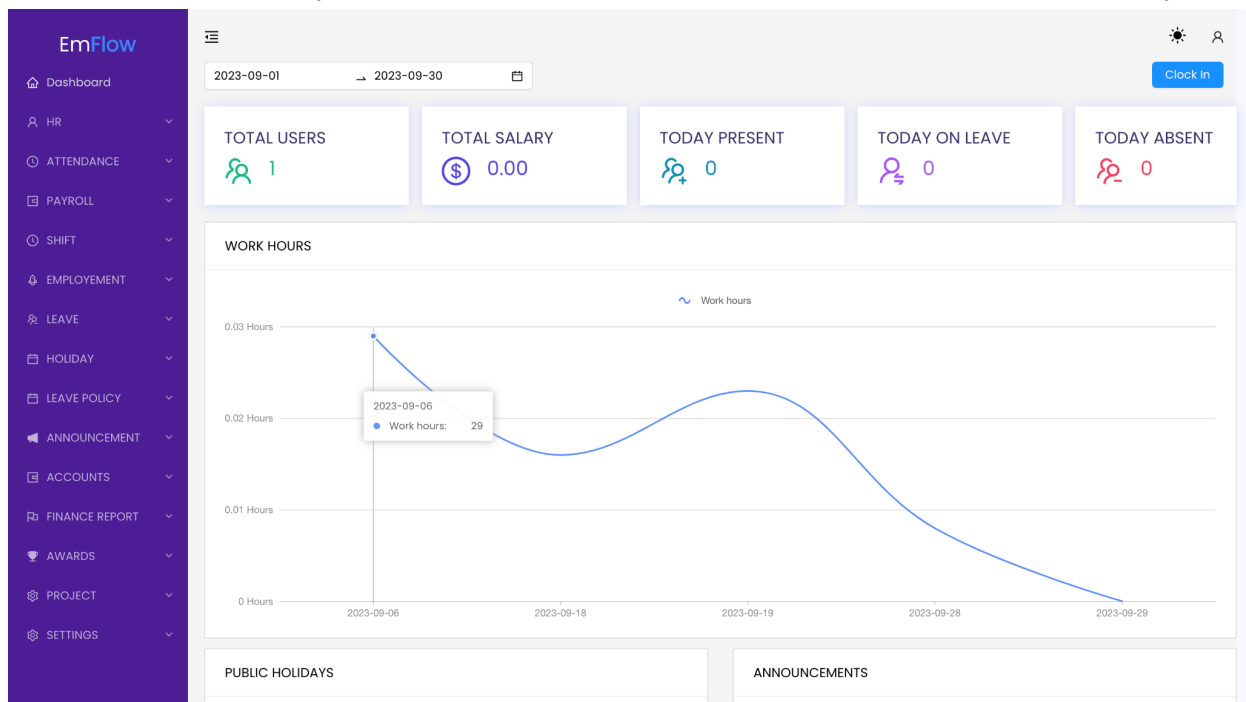 EmFlow
Dashboard
HR
ATTENDANCE
PAYROLL
SHIFT
EMPLOYEMENT
LEAVE
HOLIDAY
LEAVE POLICY
ANNOUNCEMENT
ACCOUNTS
FINANCE REPORT
AWARDS
PROJECT
SETTINGS
2023-09-01 → 2023-09-30
Clock In
TOTAL USERS
1
TOTAL SALARY
$ 0.00
TODAY PRESENT
0
TODAY ON LEAVE
0
TODAY ABSENT
0
WORK HOURS
Work hours
0.03 Hours
0.02 Hours
0.01 Hours
0 Hours
2023-09-06
Work hours: 29
2023-09-06 2023-09-18 2023-09-19 2023-09-28 2023-09-29
PUBLIC HOLIDAYS
ANNOUNCEMENTS